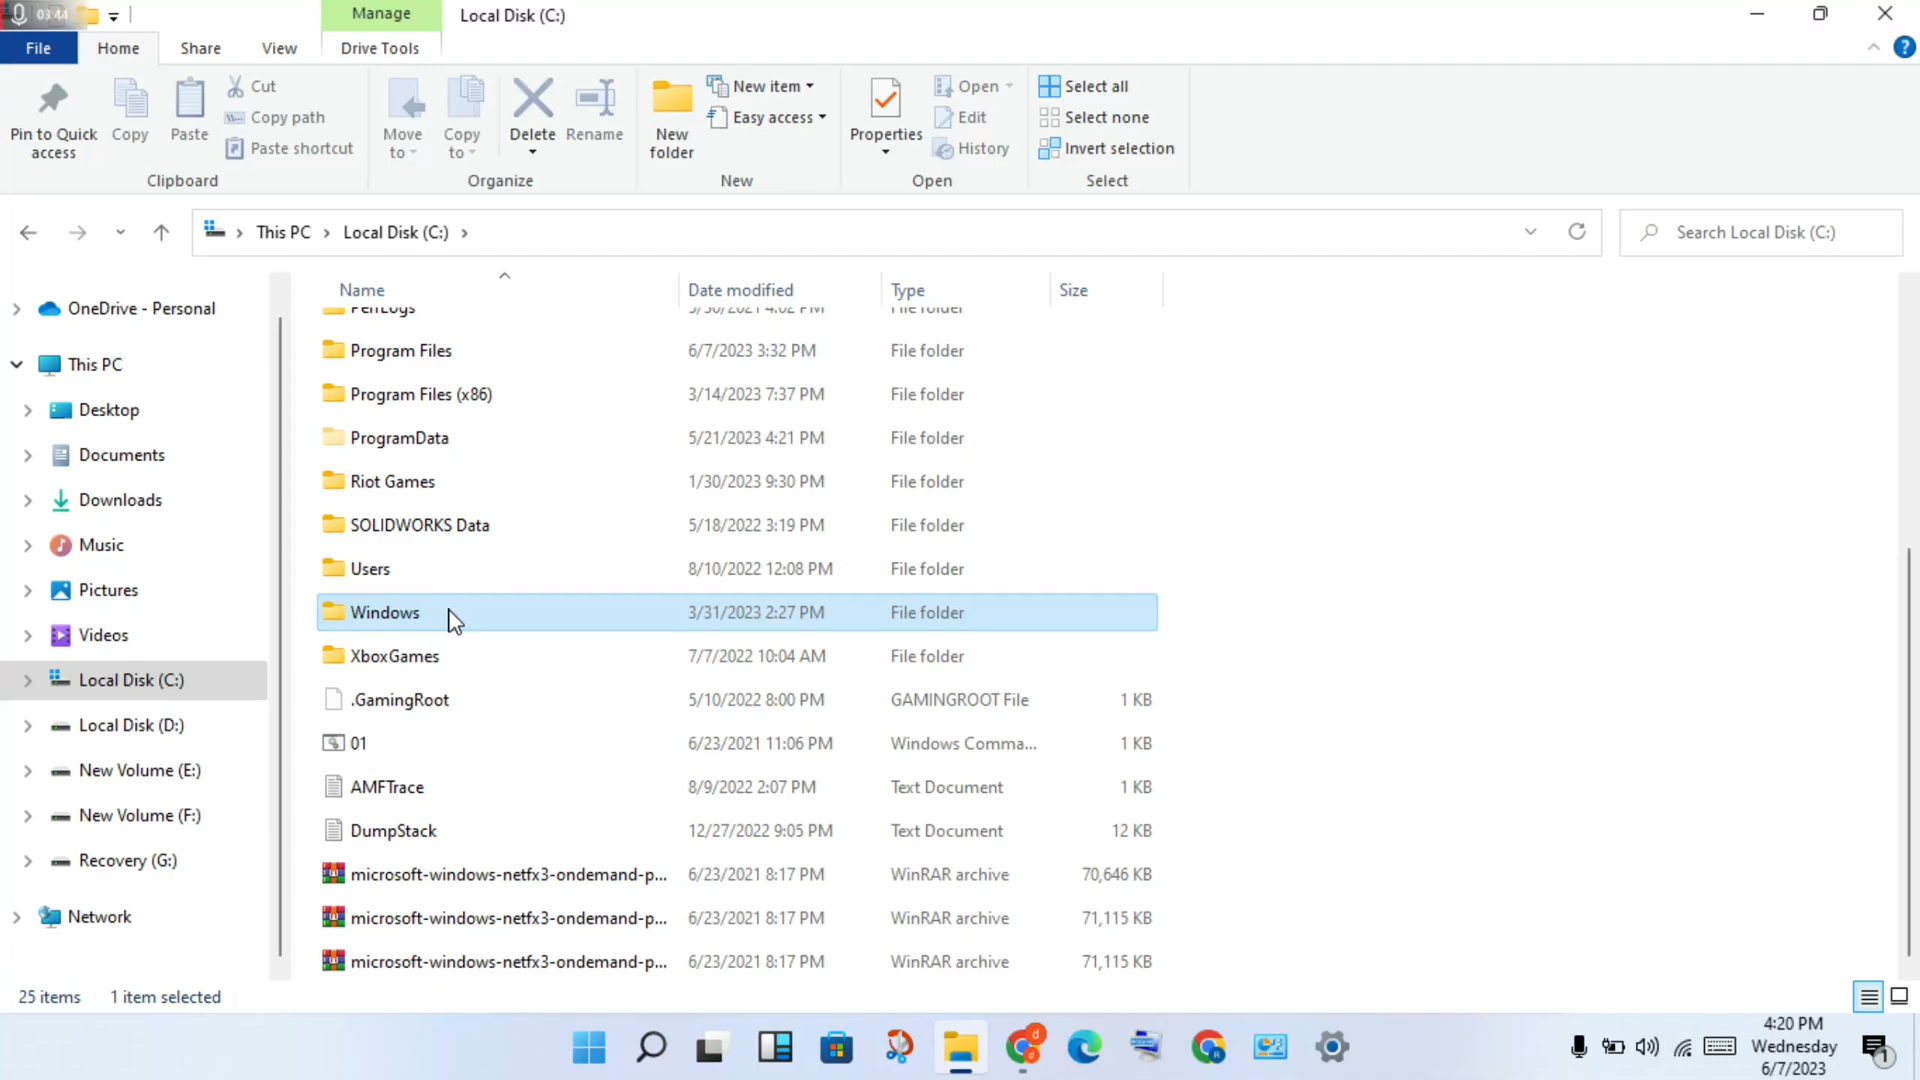 03:44
Manage
Local Disk (C:)
File
Home
Share
View
Drive Tools
Pin to Quick
access
Copy
Paste
Cut
Copy path
Paste shortcut
Clipboard
Move
to
Copy
to
Delete
Rename
Organize
New
folder
New item
Easy access
New
Properties
Open
Edit
History
Open
Select all
Select none
Invert selection
Select
This PC
Local Disk (C:)
Search Local Disk (C:)
OneDrive - Personal
This PC
Desktop
Documents
Downloads
Music
Pictures
Videos
Local Disk (C:)
Local Disk (D:)
New Volume (E:)
New Volume (F:)
Recovery (G:)
Network
Name Date modified Type Size
PerfLogs File folder
Program Files 6/7/2023 3:32 PM File folder
Program Files (x86) 3/14/2023 7:37 PM File folder
ProgramData 5/21/2023 4:21 PM File folder
Riot Games 1/30/2023 9:30 PM File folder
SOLIDWORKS Data 5/18/2022 3:19 PM File folder
Users 8/10/2022 12:08 PM File folder
Windows 3/31/2023 2:27 PM File folder
XboxGames 7/7/2022 10:04 AM File folder
.GamingRoot 5/10/2022 8:00 PM GAMINGROOT File 1 KB
01 6/23/2021 11:06 PM Windows Comma... 1 KB
AMFTrace 8/9/2022 2:07 PM Text Document 1 KB
DumpStack 12/27/2022 9:05 PM Text Document 12 KB
microsoft-windows-netfx3-ondemand-p... 6/23/2021 8:17 PM WinRAR archive 70,646 KB
microsoft-windows-netfx3-ondemand-p... 6/23/2021 8:17 PM WinRAR archive 71,115 KB
microsoft-windows-netfx3-ondemand-p... 6/23/2021 8:17 PM WinRAR archive 71,115 KB
25 items 1 item selected
4:20 PM
Wednesday
6/7/2023
1